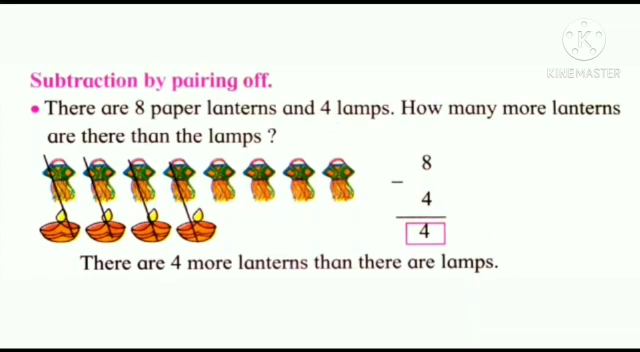 KINEMASTER
Subtraction by pairing off.
• There are 8 paper lanterns and 4 lamps. How many more lanterns
are there than the lamps ?
8
− 4
4
There are 4 more lanterns than there are lamps.